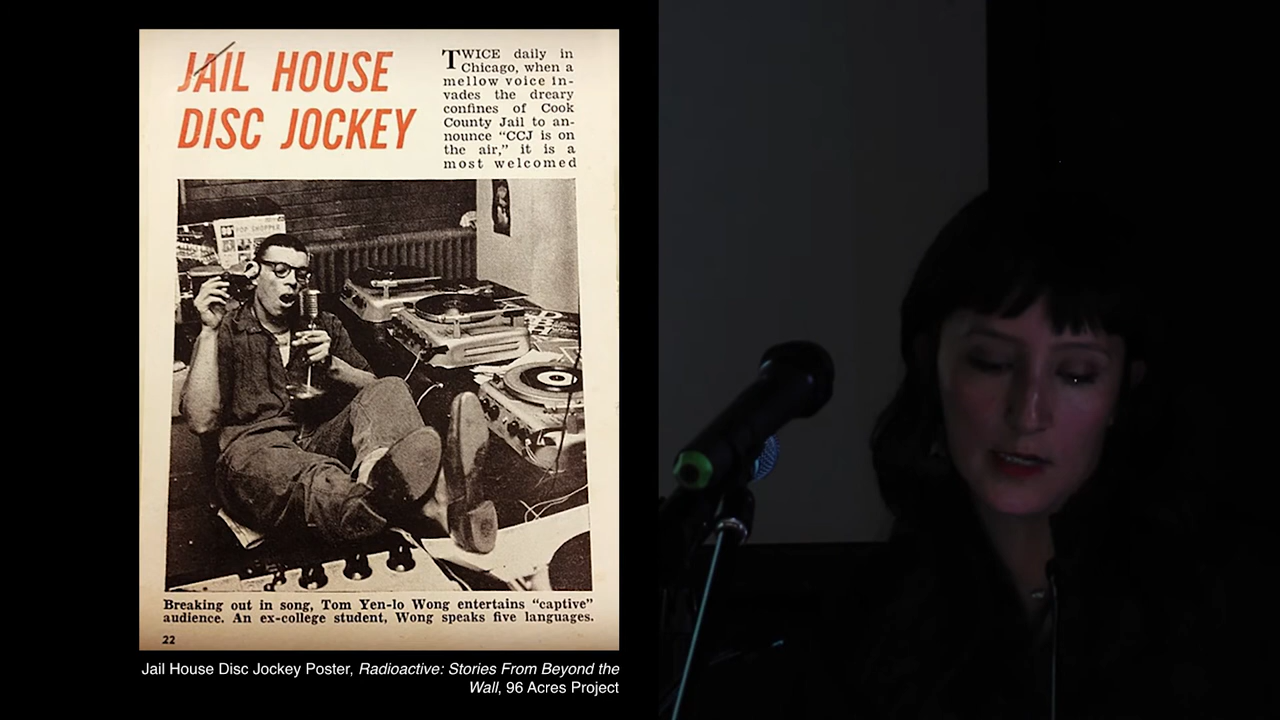 JAIL HOUSE
DISC JOCKEY
TWICE daily in
Chicago, when a
mellow voice in-
vades the dreary
confines of Cook
County Jail to an-
nounce “CCJ is on
the air,” it is a
most welcomed
POP SHOPPER
Breaking out in song, Tom Yen-lo Wong entertains “captive”
audience. An ex-college student, Wong speaks five languages.
22
Jail House Disc Jockey Poster, Radioactive: Stories From Beyond the
Wall, 96 Acres Project